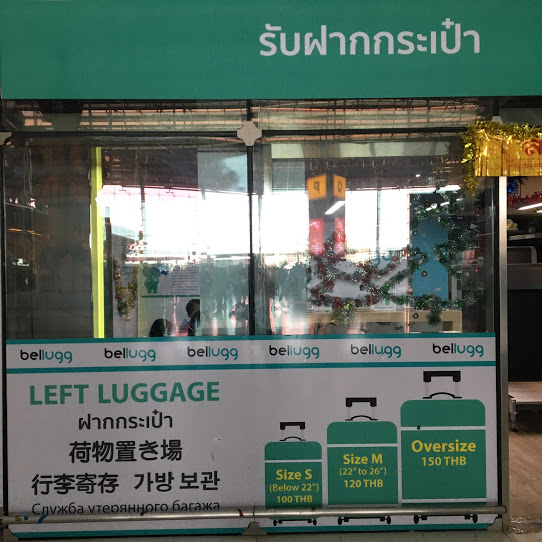 รับฝากกระเป๋า
bellugg bellugg bellugg bellugg bellugg bellugg
LEFT LUGGAGE
ฝากกระเป๋า
荷物置き場
行李寄存 가방 보관
Служба утерянного багажа
Size S
(Below 22")
100 THB
Size M
(22" to 26")
120 THB
Oversize
150 THB